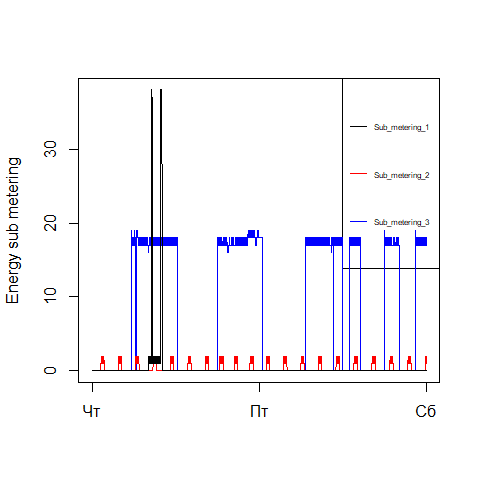 Energy sub metering
30
20
10
0
Sub_metering_1
Sub_metering_2
Sub_metering_3
Чт
Пт
Сб